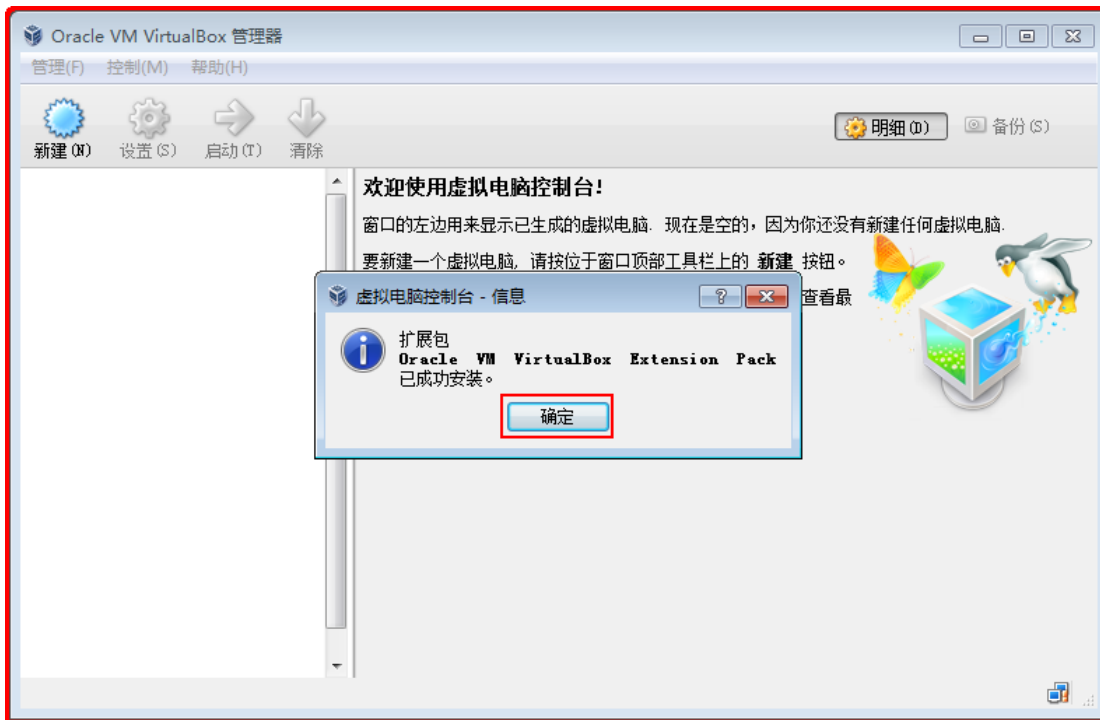 Oracle VM VirtualBox 管理器
管理(F) 控制(M) 帮助(H)
新建(N) 设置(S) 启动(T) 清除
明细(D) 备份(S)
欢迎使用虚拟电脑控制台!
窗口的左边用来显示已生成的虚拟电脑. 现在是空的,因为你还没有新建任何虚拟电脑.
要新建一个虚拟电脑, 请按位于窗口顶部工具栏上的 新建 按钮。
查看最
虚拟电脑控制台 - 信息
扩展包
Oracle VM VirtualBox Extension Pack
已成功安装。
确定